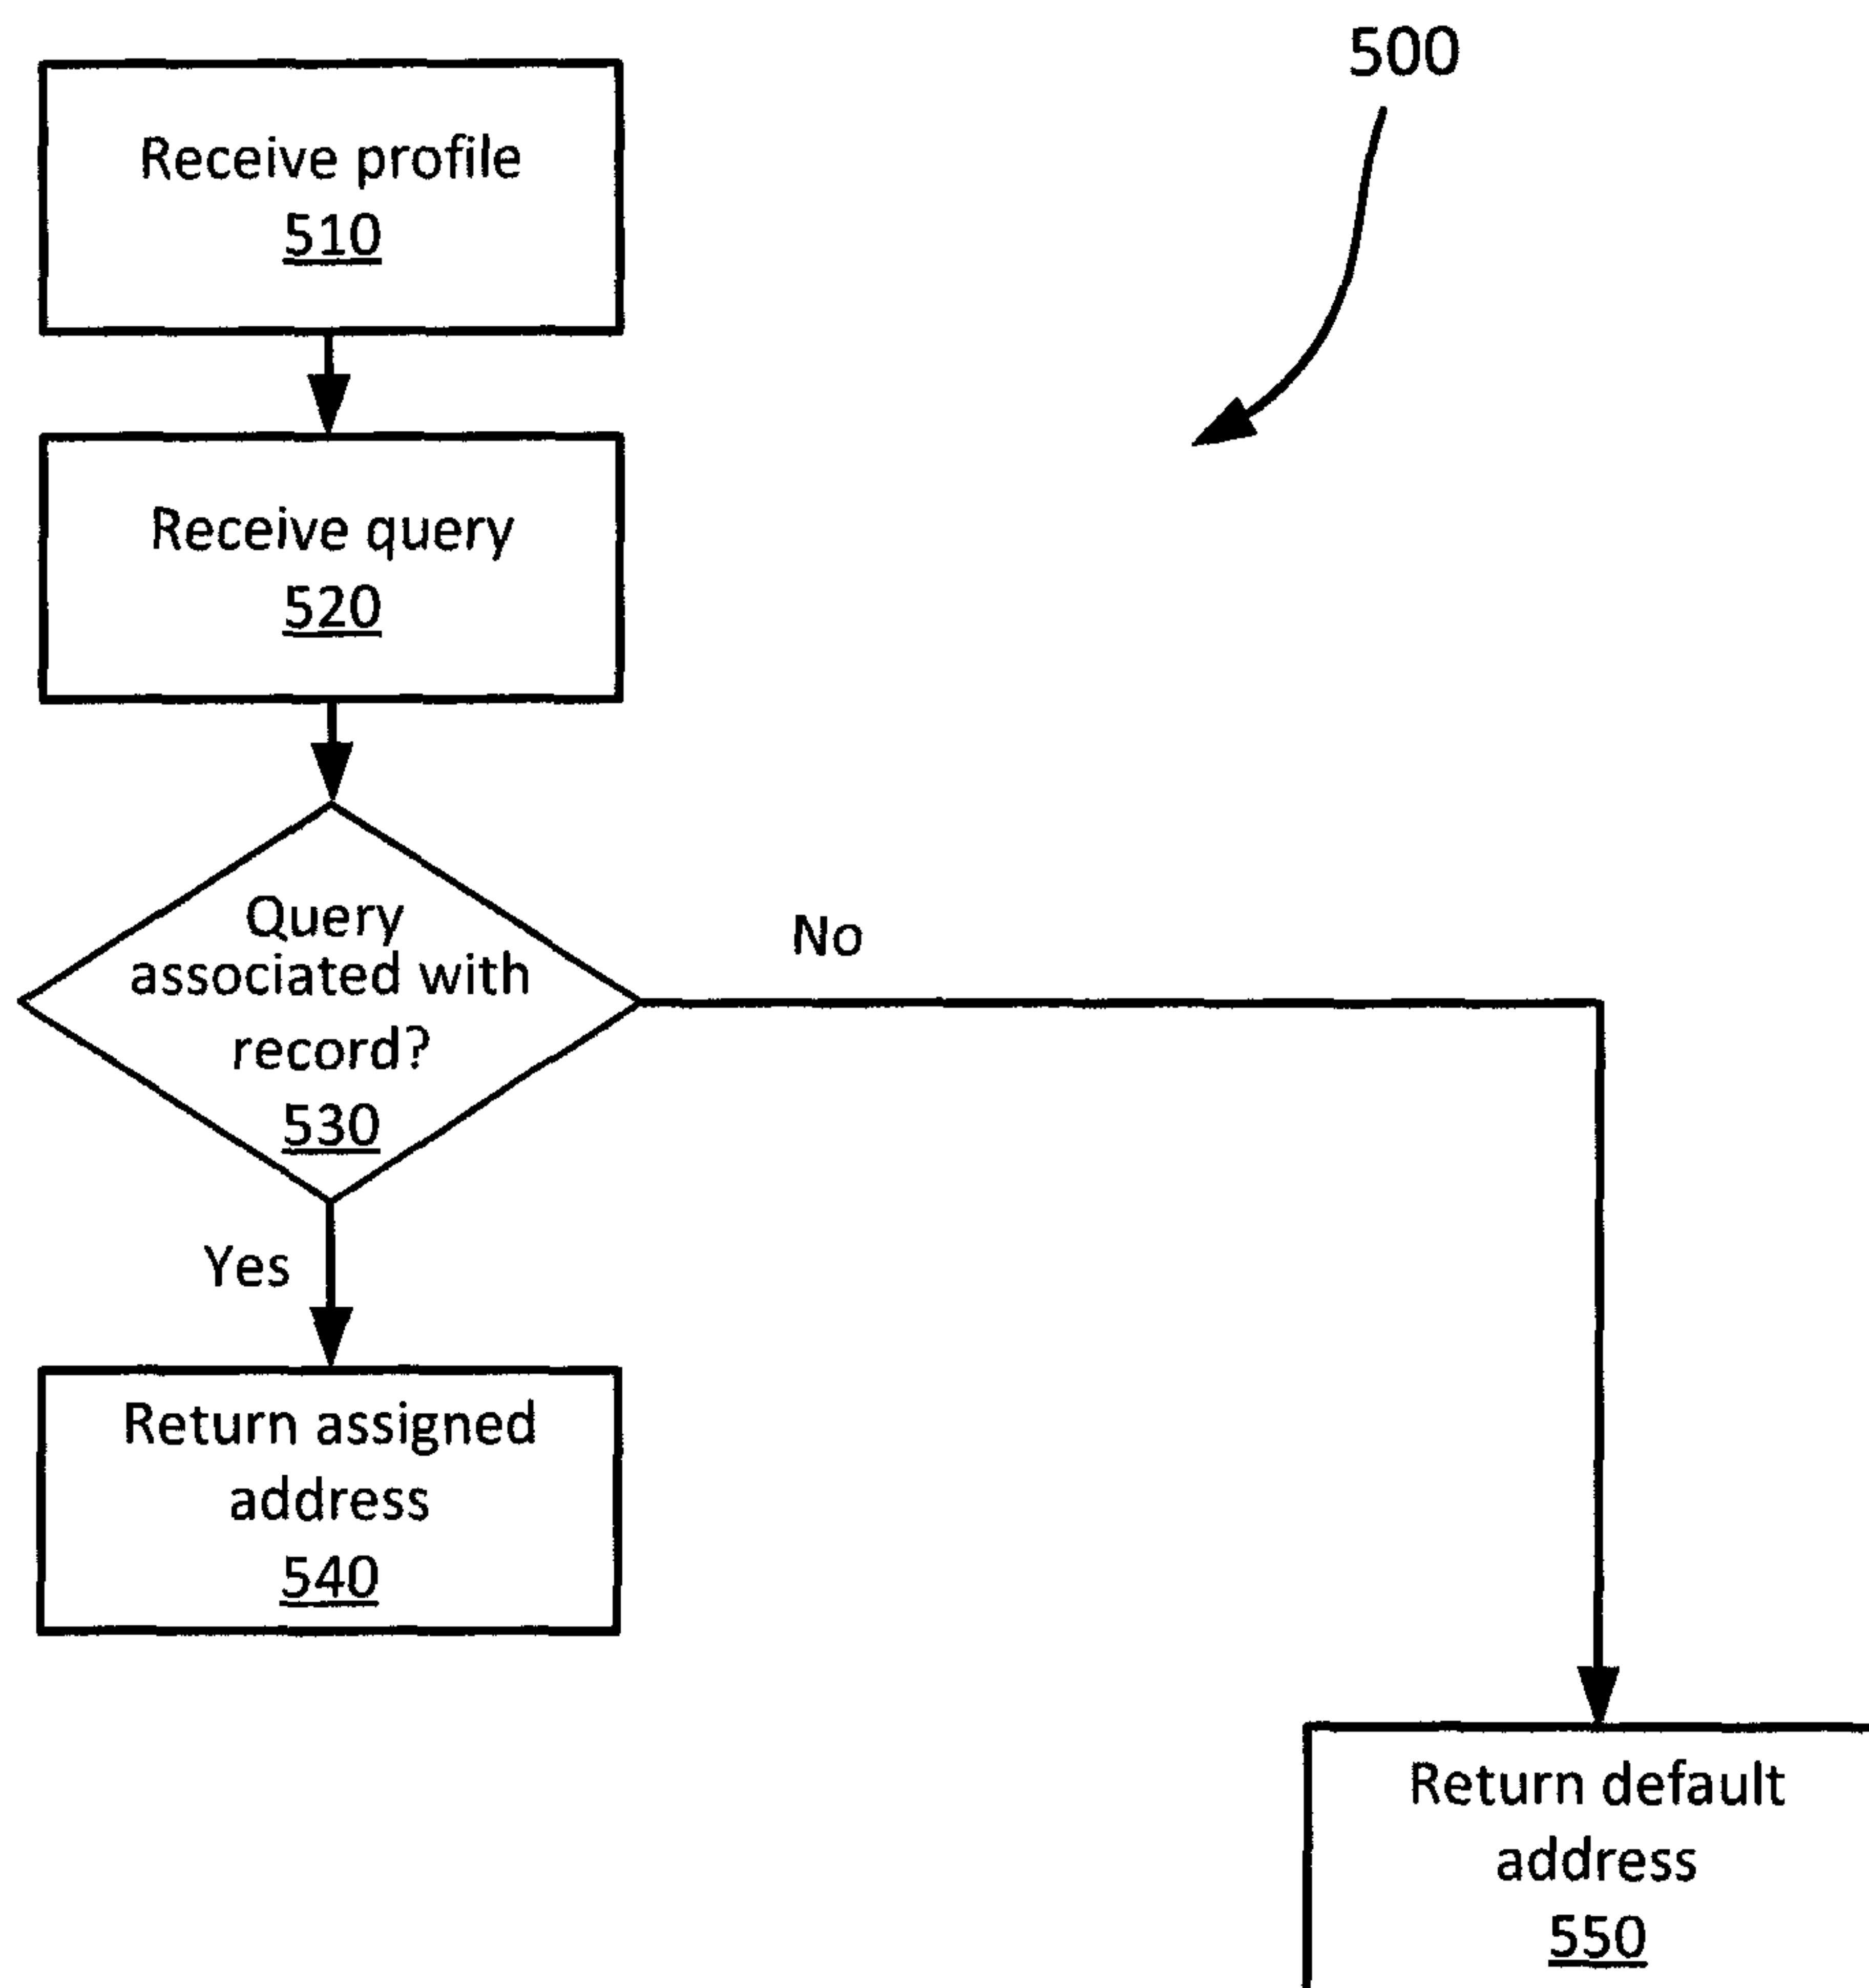 500
Receive profile
510
Receive query
520
Query
associated with
record?
530
No
Yes
Return assigned
address
540
Return default
address
550